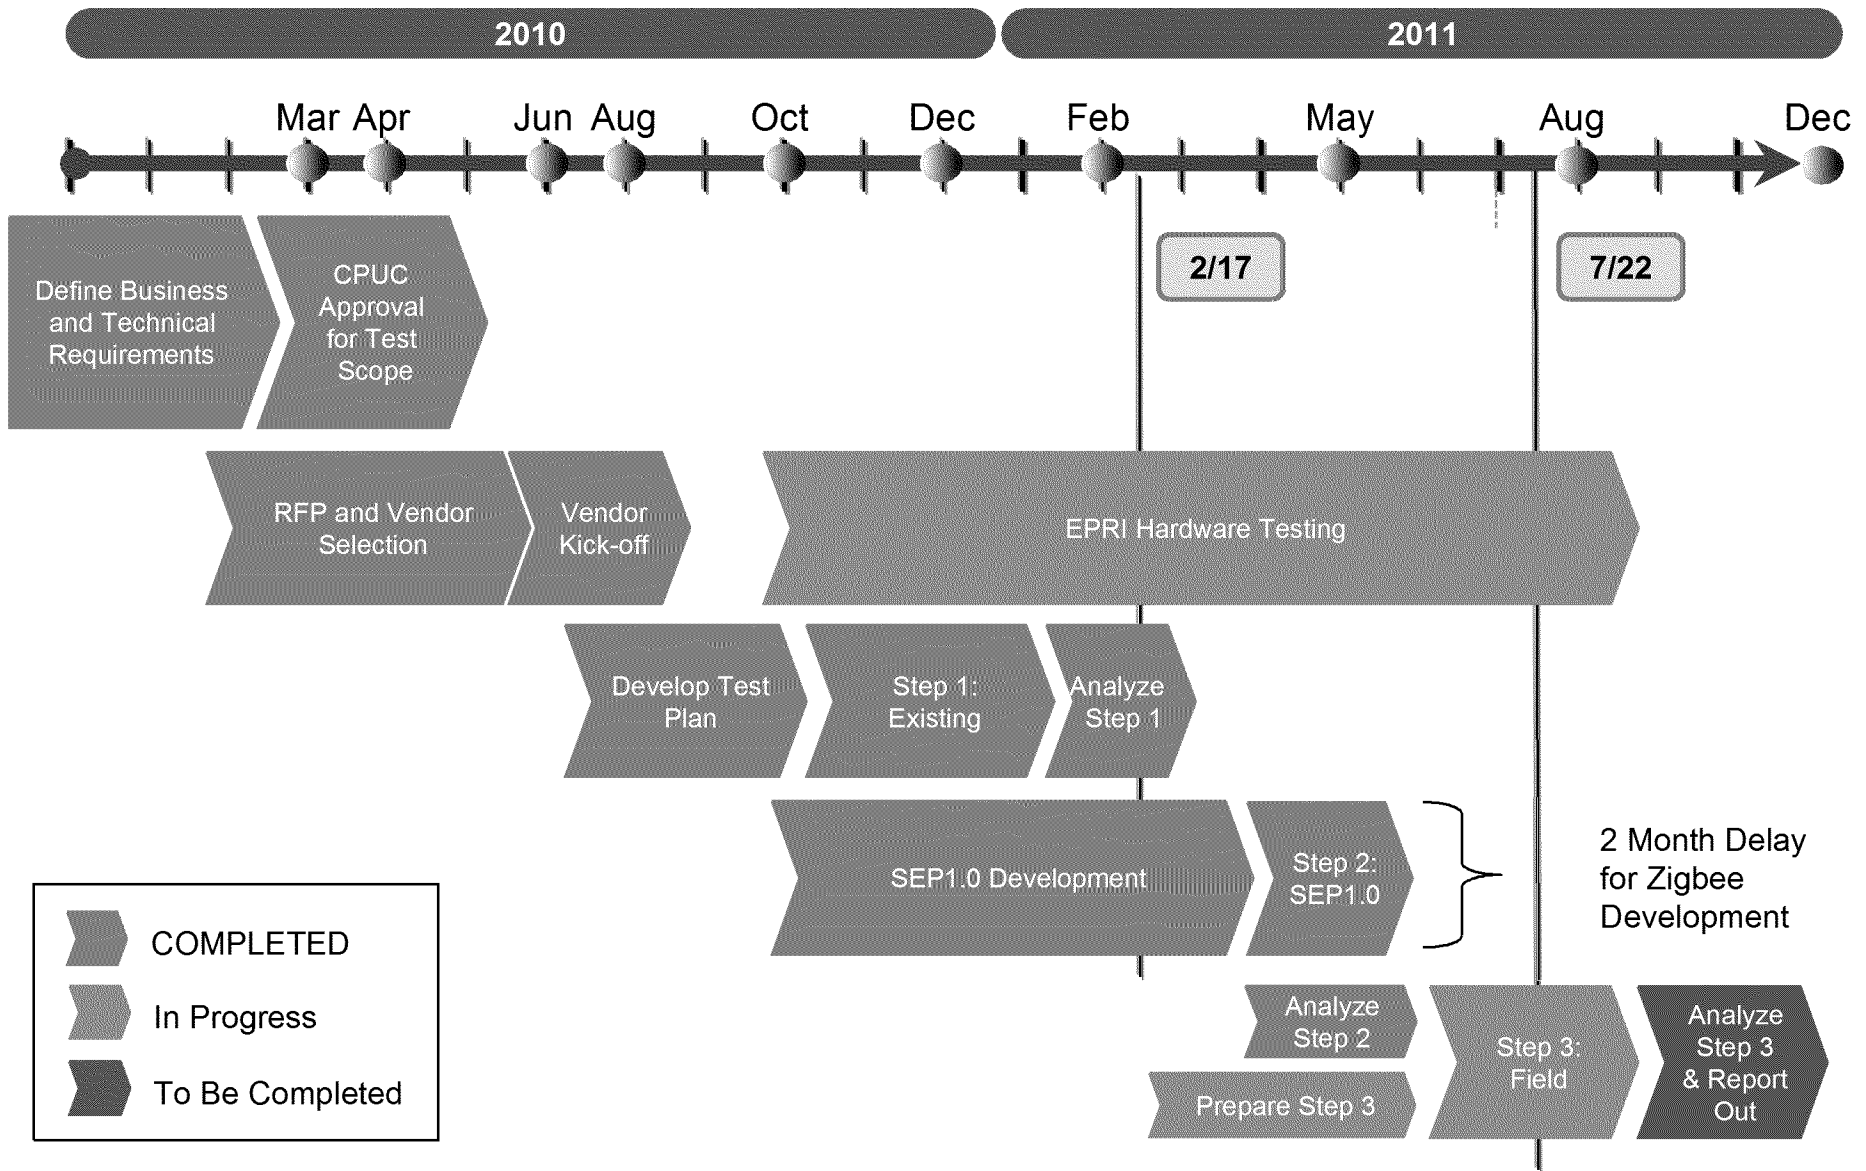 2010
2011
Mar Apr Jun Aug Oct Dec Feb May Aug Dec
2/17
7/22
Define Business
and Technical
Requirements
CPUC
Approval
for Test
Scope
RFP and Vendor
Selection
Vendor
Kick-off
EPRI Hardware Testing
Develop Test
Plan
Step 1:
Existing
Analyze
Step 1
SEP1.0 Development
Step 2:
SEP1.0
2 Month Delay
for Zigbee
Development
COMPLETED
In Progress
To Be Completed
Analyze
Step 2
Prepare Step 3
Step 3:
Field
Analyze
Step 3
& Report
Out